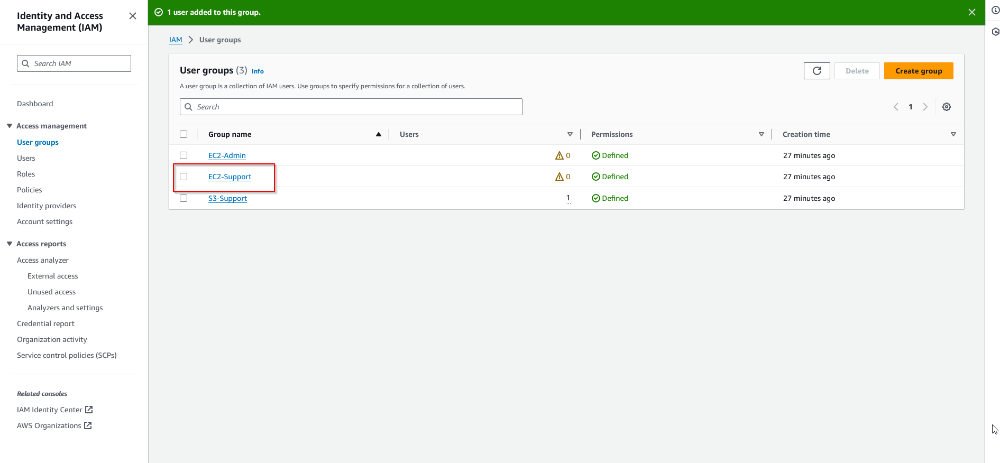 Identity and Access
Management (IAM)
Search IAM
Dashboard
Access management
User groups
Users
Roles
Policies
Identity providers
Account settings
Access reports
Access analyzer
External access
Unused access
Analyzers and settings
Credential report
Organization activity
Service control policies (SCPs)
Related consoles
IAM Identity Center
AWS Organizations
1 user added to this group.
IAM > User groups
User groups (3) Info
Delete
Create group
A user group is a collection of IAM users. Use groups to specify permissions for a collection of users.
Search
1
Group name Users Permissions Creation time
EC2-Admin 0 Defined 27 minutes ago
EC2-Support 0 Defined 27 minutes ago
S3-Support 1 Defined 27 minutes ago